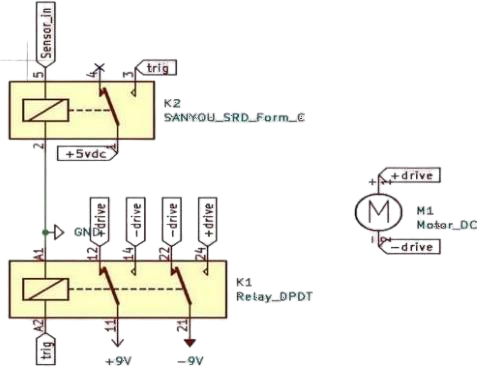 Sensor_in
5
4
3
trig
K2
SANYOU_SRD_Form_C
2
+5vdc
1
+drive
+
M
M1
Motor_DC
-
-drive
GND
+drive
-drive
-drive
+drive
A1
12
14
22
24
K1
Relay_DPDT
A2
11
21
trig
+9V
-9V